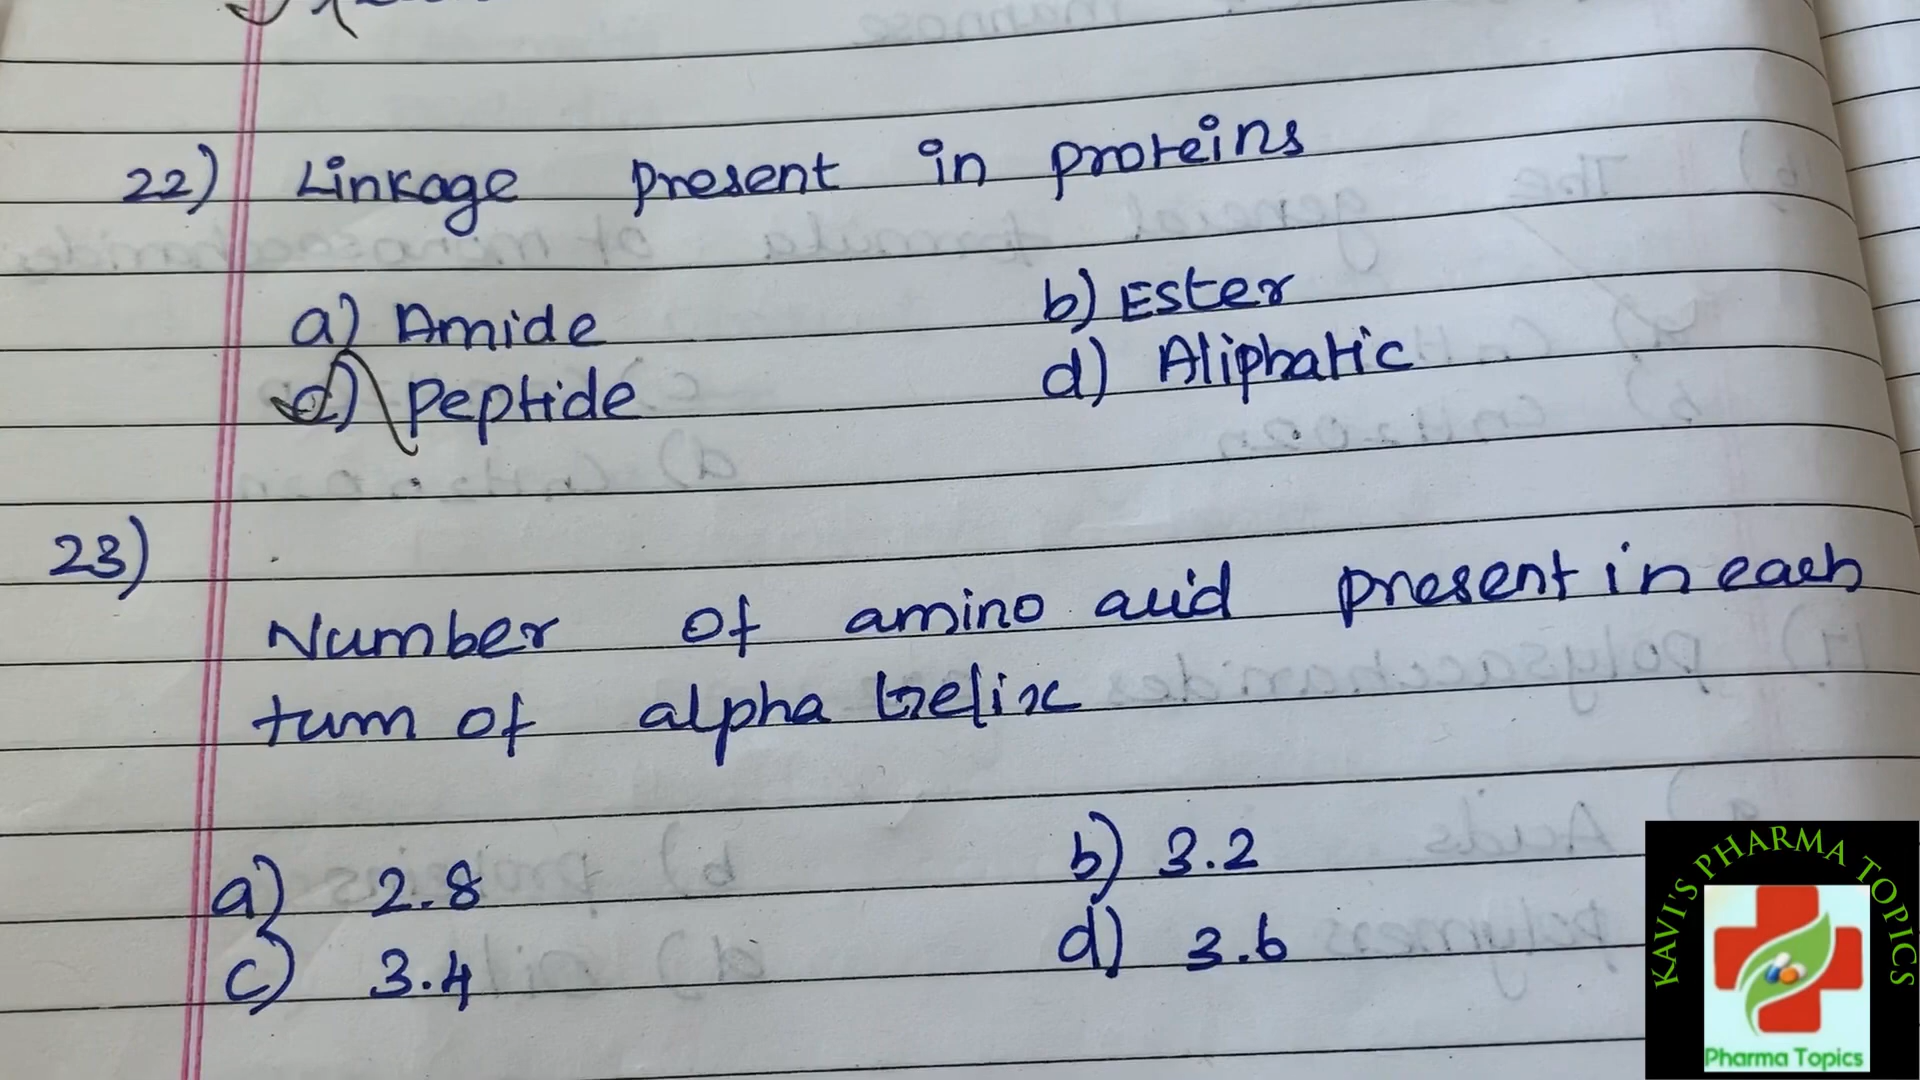 22) Linkage present in proteins
a) Amide b) Ester
c) peptide d) Aliphatic
23)
Number of amino acid present in each
turn of alpha helix
a) 2.8 b) 3.2
c) 3.4 d) 3.6
KAVI'S PHARMA TOPICS
Pharma Topics